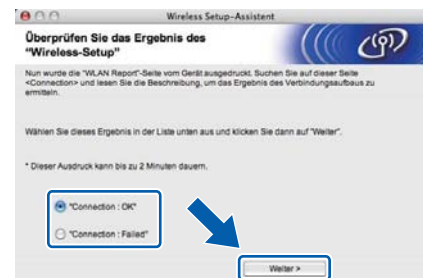 Wireless Setup-Assistent
Überprüfen Sie das Ergebnis des
"Wireless-Setup"
Nun wurde die "WLAN Report"-Seite vom Gerät ausgedruckt. Suchen Sie auf dieser Seite
<Connection> und lesen Sie die Beschreibung, um das Ergebnis des Verbindungsaufbaus zu
ermitteln.
Wählen Sie dieses Ergebnis in der Liste unten aus und klicken Sie dann auf "Weiter".
* Dieser Ausdruck kann bis zu 2 Minuten dauern.
"Connection : OK"
"Connection : Failed"
Weiter >